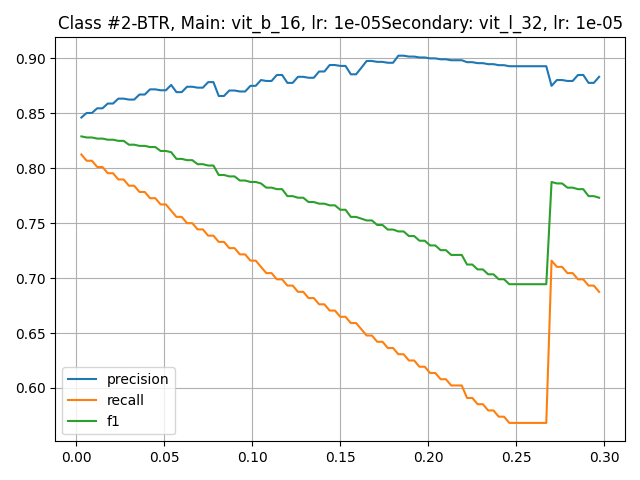 Class #2-BTR, Main: vit_b_16, lr: 1e-05Secondary: vit_l_32, lr: 1e-05
0.90
0.85
0.80
0.75
0.70
0.65
0.60
precision
recall
f1
0.00 0.05 0.10 0.15 0.20 0.25 0.30